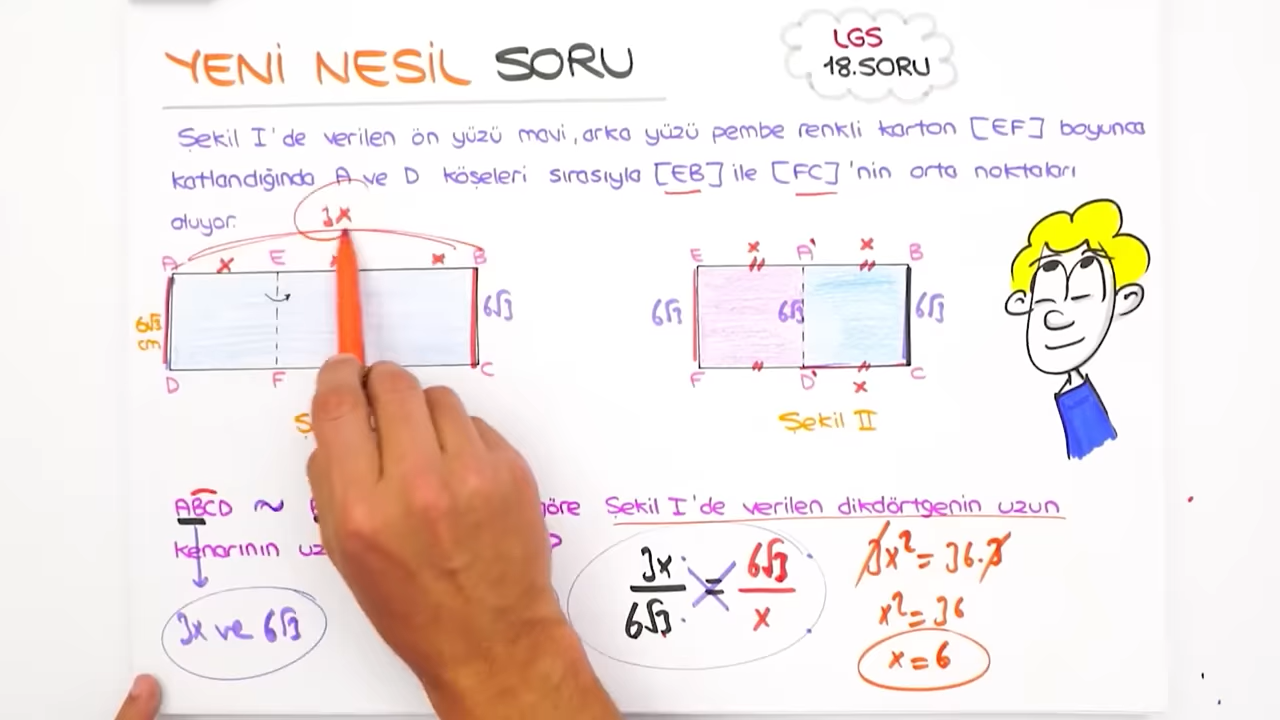 YENİ NESİL SORU
LGS
18.SORU
Şekil I'de verilen ön yüzü mavi, arka yüzü pembe renkli karton [EF] boyunca
katlandığında A ve D köşeleri sırasıyla [EB] ile [FC]'nin orta noktaları
oluyor.
3x
A x E x B
6√3
cm
6√3
D F C
E x A' x B
6√3 6√3 6√3
F D' x C
Şekil II
ABCD ~ göre Şekil I'de verilen dikdörtgenin uzun
kenarının ?
3x ve 6√3
3x/6√3 = 6√3/x
3x² = 36.3
x² = 36
x = 6